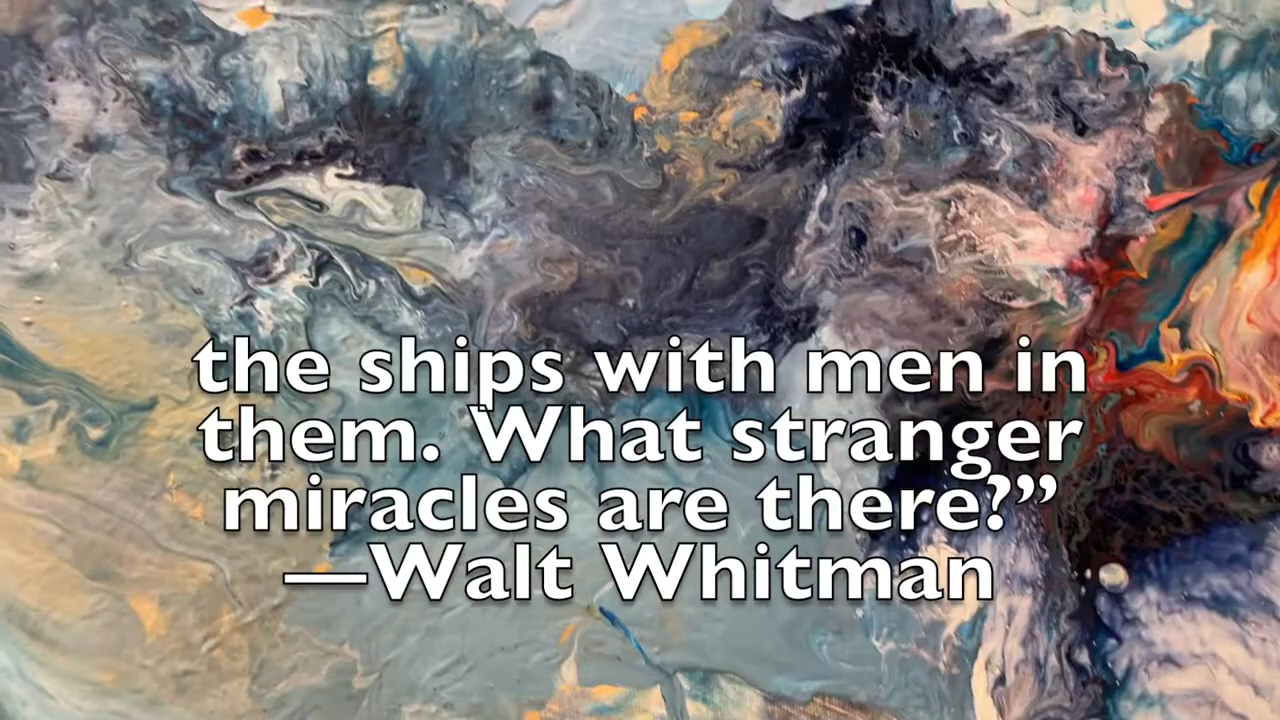 the ships with men in
them. What stranger
miracles are there?”
—Walt Whitman